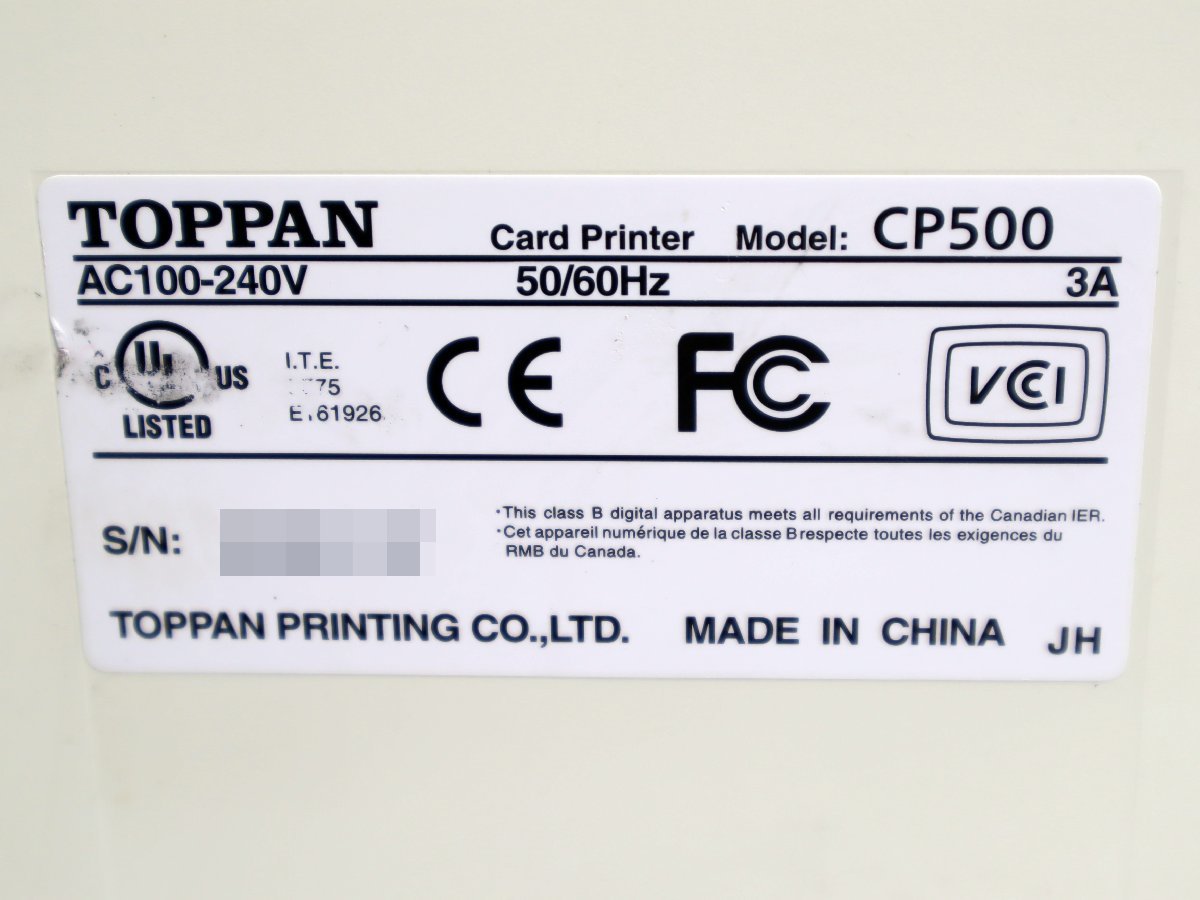 TOPPAN Card Printer Model: CP500
AC100-240V 50/60Hz 3A
C UL US LISTED
I.T.E.
CE FC VCCI
S/N:
•This class B digital apparatus meets all requirements of the Canadian IER.
•Cet appareil numérique de la classe B respecte toutes les exigences du
RMB du Canada.
TOPPAN PRINTING CO.,LTD. MADE IN CHINA JH